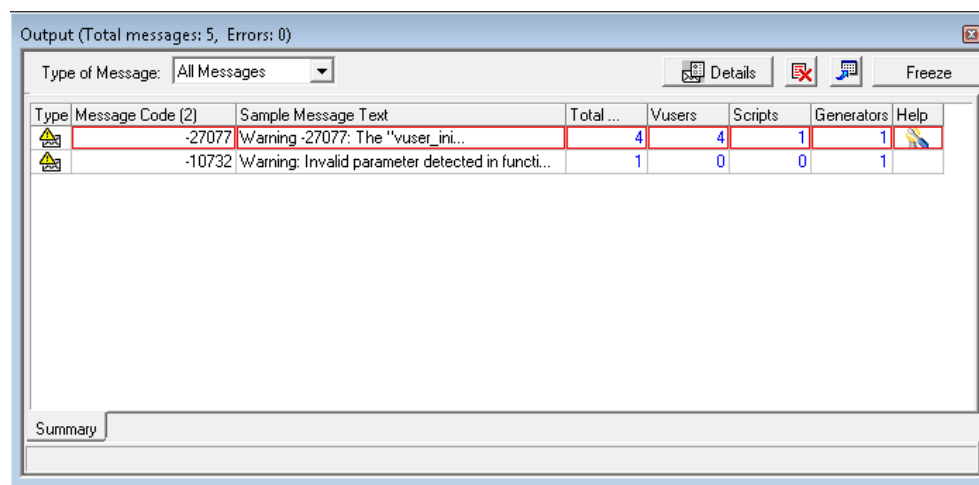 Output (Total messages: 5, Errors: 0)
Type of Message: All Messages Details Freeze
Type Message Code (2) Sample Message Text Total ... Vusers Scripts Generators Help
-27077 Warning -27077: The "vuser_ini... 4 4 1 1
-10732 Warning: Invalid parameter detected in functi... 1 0 0 1
Summary